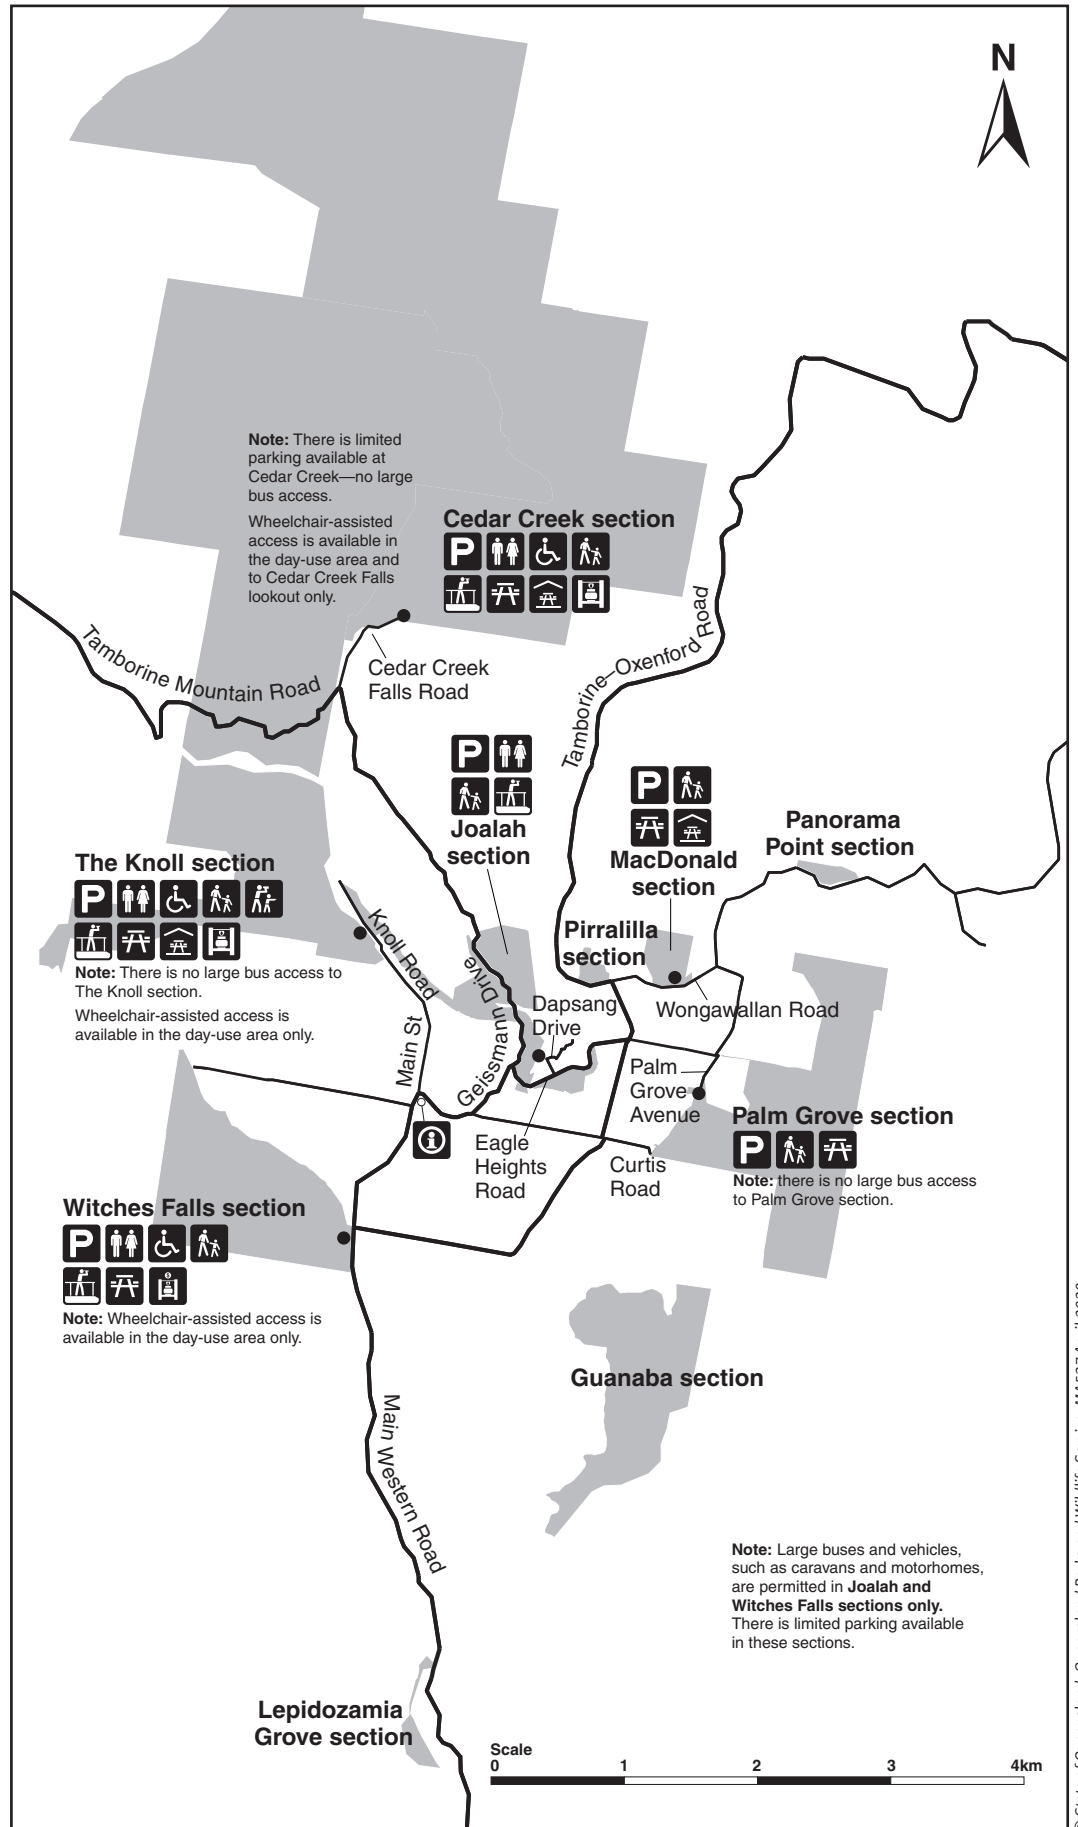 N
Note: There is limited
parking available at
Cedar Creek—no large
bus access.
Wheelchair-assisted
access is available in
the day-use area and
to Cedar Creek Falls
lookout only.
Cedar Creek section
P
Tamborine Mountain Road
Cedar Creek
Falls Road
Tamborine–Oxenford Road
P
Joalah
section
P
MacDonald
section
Panorama
Point section
The Knoll section
P
Note: There is no large bus access to
The Knoll section.
Wheelchair-assisted access is
available in the day-use area only.
Knoll Road
Pirralilla
section
Geissmann Drive
Dapsang
Drive
Wongawallan Road
Main St
Palm
Grove
Avenue
i
Palm Grove section
P
Note: there is no large bus access
to Palm Grove section.
Eagle
Heights
Road
Curtis
Road
Witches Falls section
P
Note: Wheelchair-assisted access is
available in the day-use area only.
Guanaba section
Main Western Road
Note: Large buses and vehicles,
such as caravans and motorhomes,
are permitted in Joalah and
Witches Falls sections only.
There is limited parking available
in these sections.
Lepidozamia
Grove section
Scale
0 1 2 3 4km